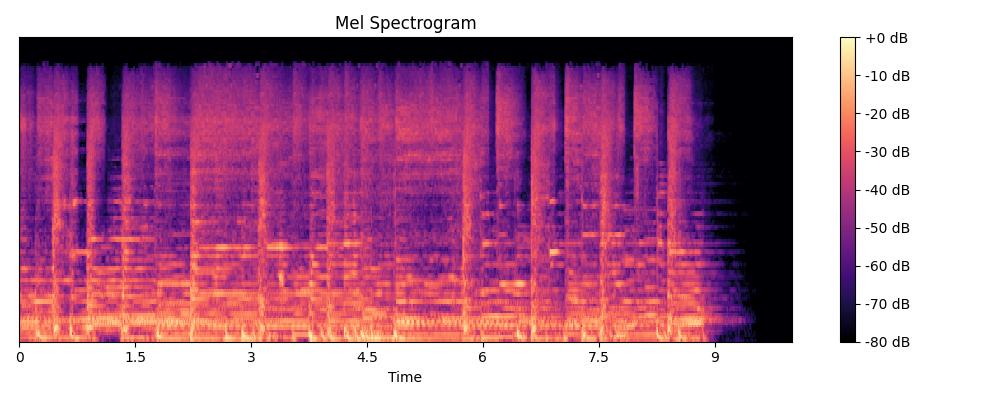 Mel Spectrogram
+0 dB
-10 dB
-20 dB
-30 dB
-40 dB
-50 dB
-60 dB
-70 dB
-80 dB
0 1.5 3 4.5 6 7.5 9
Time